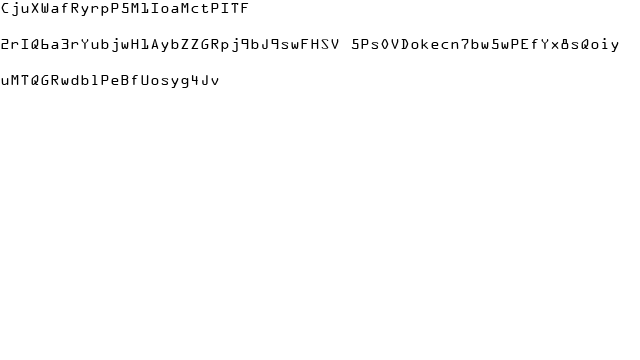 CjuXWafRyrpP5M1IoaMctPITF
2rIQ6a3rYubjwH1AybZZGRpj9bJ9swFHSV 5Ps0VDokecn7bw5wPEfYx8sQoiy
uMTQGRwdblPeBfUosyg4Jv